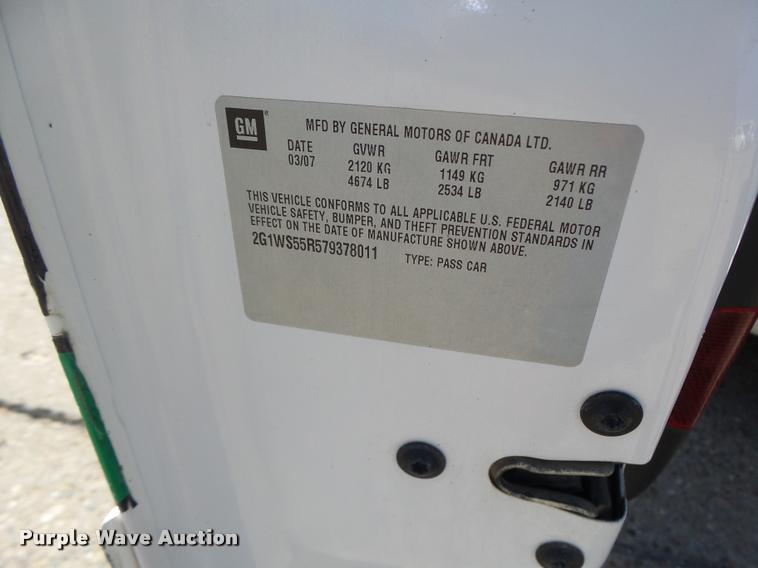 GM ® MFD BY GENERAL MOTORS OF CANADA LTD.
DATE GVWR GAWR FRT GAWR RR
03/07 2120 KG 1149 KG 971 KG
4674 LB 2534 LB 2140 LB
THIS VEHICLE CONFORMS TO ALL APPLICABLE U.S. FEDERAL MOTOR
VEHICLE SAFETY, BUMPER, AND THEFT PREVENTION STANDARDS IN
EFFECT ON THE DATE OF MANUFACTURE SHOWN ABOVE.
2G1WS55R579378011 TYPE: PASS CAR
Purple Wave Auction